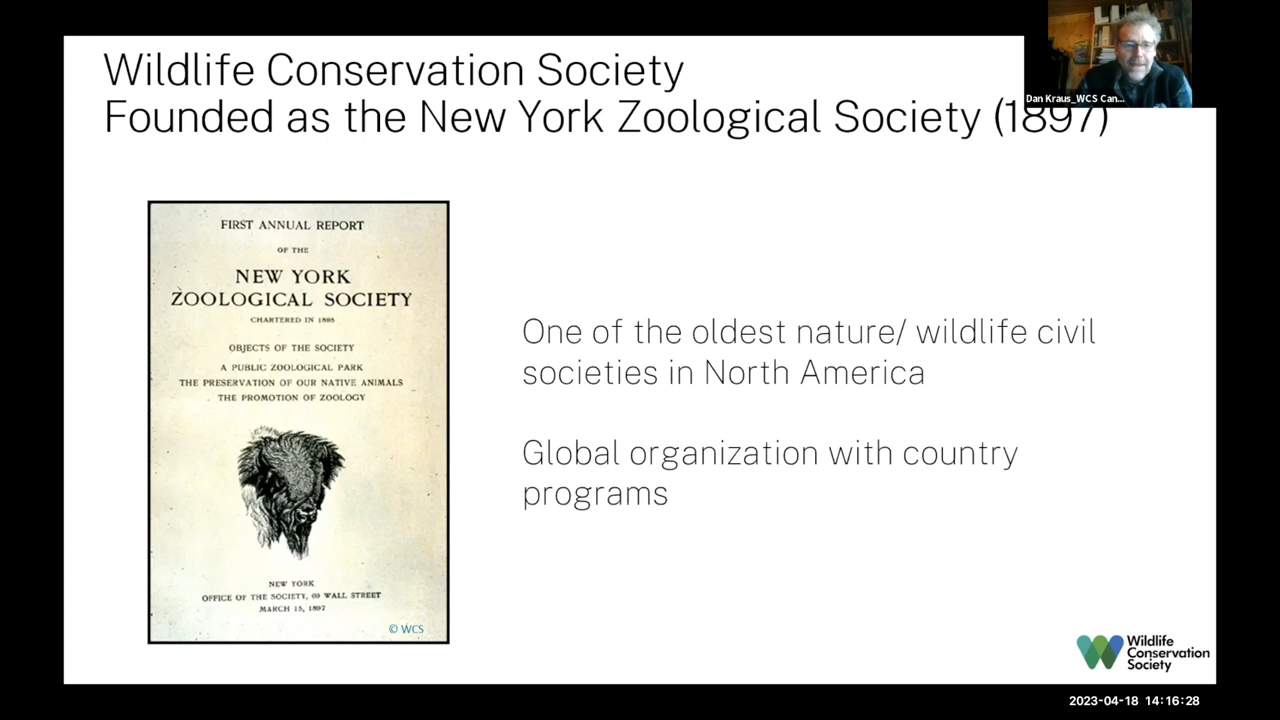 Wildlife Conservation Society
Founded as the New York Zoological Society (1897)
Dan Kraus_WCS Can...
FIRST ANNUAL REPORT
OF THE
NEW YORK
ZOOLOGICAL SOCIETY
CHARTERED IN 1895
OBJECTS OF THE SOCIETY
A PUBLIC ZOOLOGICAL PARK
THE PRESERVATION OF OUR NATIVE ANIMALS
THE PROMOTION OF ZOOLOGY
NEW YORK
OFFICE OF THE SOCIETY, 69 WALL STREET
MARCH 15, 1897
© WCS
One of the oldest nature/ wildlife civil
societies in North America
Global organization with country
programs
Wildlife
Conservation
Society
2023-04-18 14:16:28